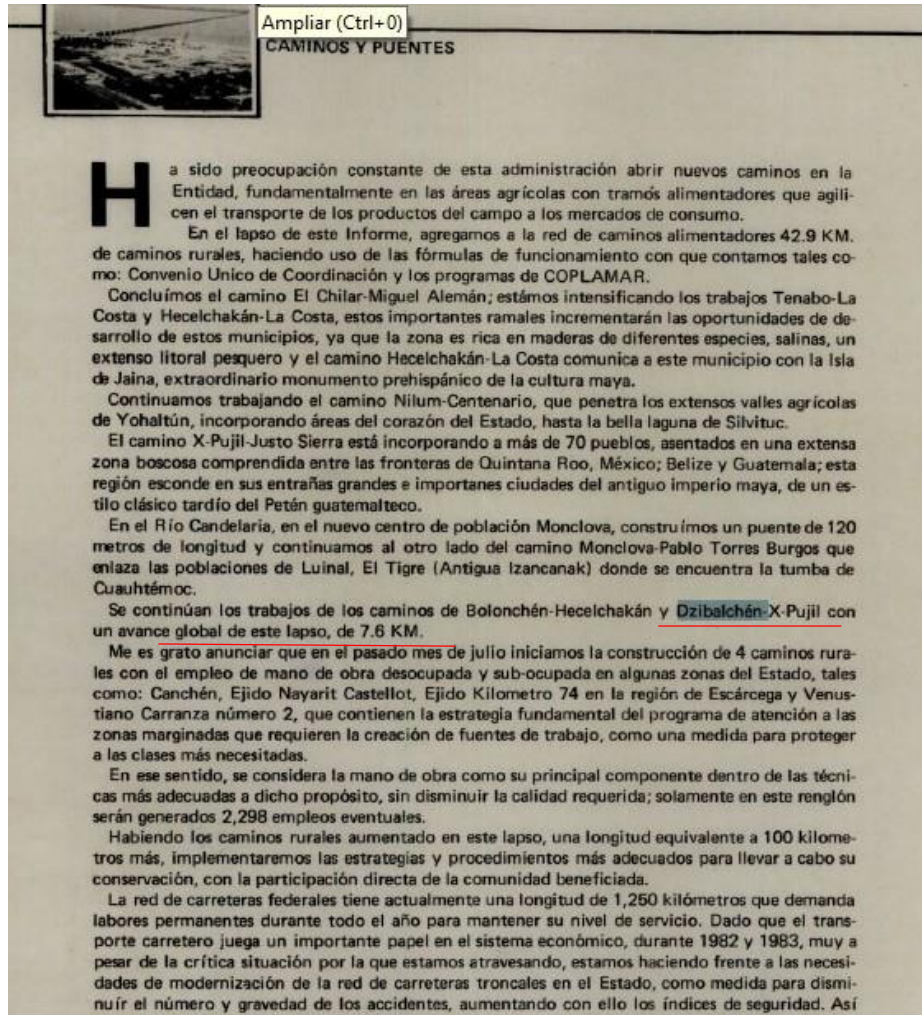 Ampliar (Ctrl+0)
CAMINOS Y PUENTES
Ha sido preocupación constante de esta administración abrir nuevos caminos en la
Entidad, fundamentalmente en las áreas agrícolas con tramos alimentadores que agili-
cen el transporte de los productos del campo a los mercados de consumo.
En el lapso de este Informe, agregamos a la red de caminos alimentadores 42.9 KM.
de caminos rurales, haciendo uso de las fórmulas de funcionamiento con que contamos tales co-
mo: Convenio Unico de Coordinación y los programas de COPLAMAR.
Concluímos el camino El Chilar-Miguel Alemán; estámos intensificando los trabajos Tenabo-La
Costa y Hecelchakán-La Costa, estos importantes ramales incrementarán las oportunidades de de-
sarrollo de estos municipios, ya que la zona es rica en maderas de diferentes especies, salinas, un
extenso litoral pesquero y el camino Hecelchakán-La Costa comunica a este municipio con la Isla
de Jaina, extraordinario monumento prehispánico de la cultura maya.
Continuamos trabajando el camino Nilum-Centenario, que penetra los extensos valles agrícolas
de Yohaltún, incorporando áreas del corazón del Estado, hasta la bella laguna de Silvituc.
El camino X-Pujil-Justo Sierra está incorporando a más de 70 pueblos, asentados en una extensa
zona boscosa comprendida entre las fronteras de Quintana Roo, México; Belize y Guatemala; esta
región esconde en sus entrañas grandes e importanes ciudades del antiguo imperio maya, de un es-
tilo clásico tardío del Petén guatemalteco.
En el Río Candelaria, en el nuevo centro de población Monclova, construímos un puente de 120
metros de longitud y continuamos al otro lado del camino Monclova-Pablo Torres Burgos que
enlaza las poblaciones de Luinal, El Tigre (Antigua Izancanak) donde se encuentra la tumba de
Cuauhtémoc.
Se continúan los trabajos de los caminos de Bolonchén-Hecelchakán y Dzibalchén-X-Pujil con
un avance global de este lapso, de 7.6 KM.
Me es grato anunciar que en el pasado mes de julio iniciamos la construcción de 4 caminos rura-
les con el empleo de mano de obra desocupada y sub-ocupada en algunas zonas del Estado, tales
como: Canchén, Ejido Nayarit Castellot, Ejido Kilometro 74 en la región de Escárcega y Venus-
tiano Carranza número 2, que contienen la estrategia fundamental del programa de atención a las
zonas marginadas que requieren la creación de fuentes de trabajo, como una medida para proteger
a las clases más necesitadas.
En ese sentido, se considera la mano de obra como su principal componente dentro de las técni-
cas más adecuadas a dicho propósito, sin disminuir la calidad requerida; solamente en este renglón
serán generados 2,298 empleos eventuales.
Habiendo los caminos rurales aumentado en este lapso, una longitud equivalente a 100 kilome-
tros más, implementaremos las estrategias y procedimientos más adecuados para llevar a cabo su
conservación, con la participación directa de la comunidad beneficiada.
La red de carreteras federales tiene actualmente una longitud de 1,250 kilómetros que demanda
labores permanentes durante todo el año para mantener su nivel de servicio. Dado que el trans-
porte carretero juega un importante papel en el sistema económico, durante 1982 y 1983, muy a
pesar de la crítica situación por la que estamos atravesando, estamos haciendo frente a las necesi-
dades de modernización de la red de carreteras troncales en el Estado, como medida para dismi-
nuír el número y gravedad de los accidentes, aumentando con ello los índices de seguridad. Así